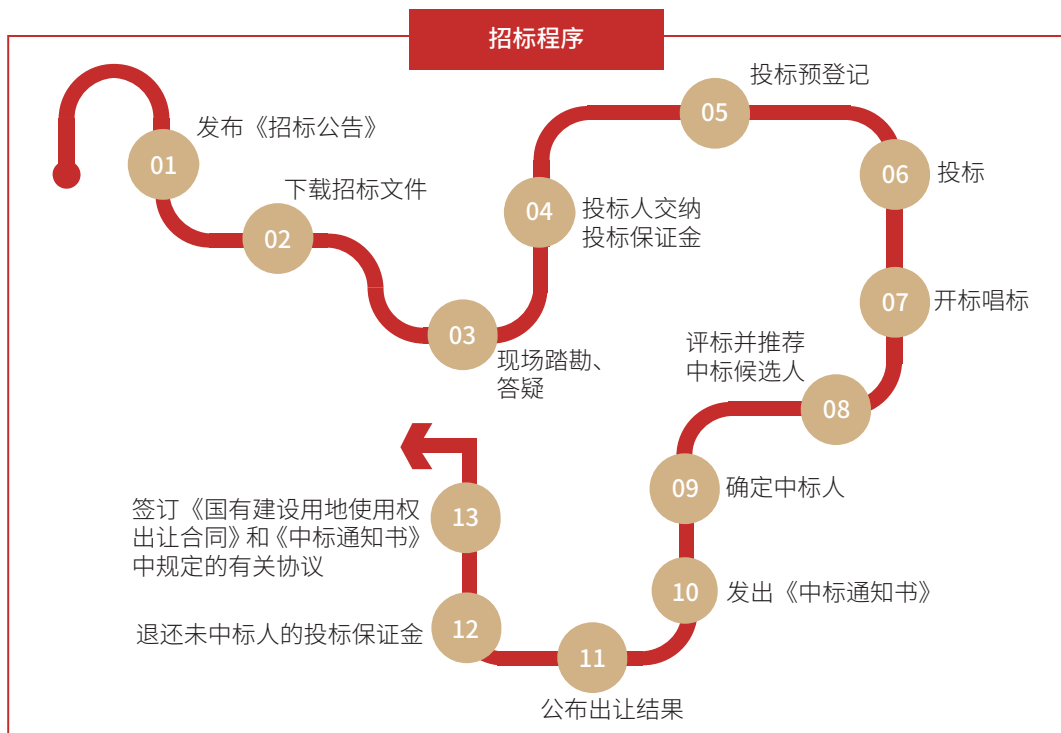 招标程序
01
发布《招标公告》
02
下载招标文件
03
现场踏勘、
答疑
04
投标人交纳
投标保证金
05
投标预登记
06
投标
07
开标唱标
08
评标并推荐
中标候选人
09
确定中标人
10
发出《中标通知书》
11
公布出让结果
12
退还未中标人的投标保证金
13
签订《国有建设用地使用权
出让合同》和《中标通知书》
中规定的有关协议